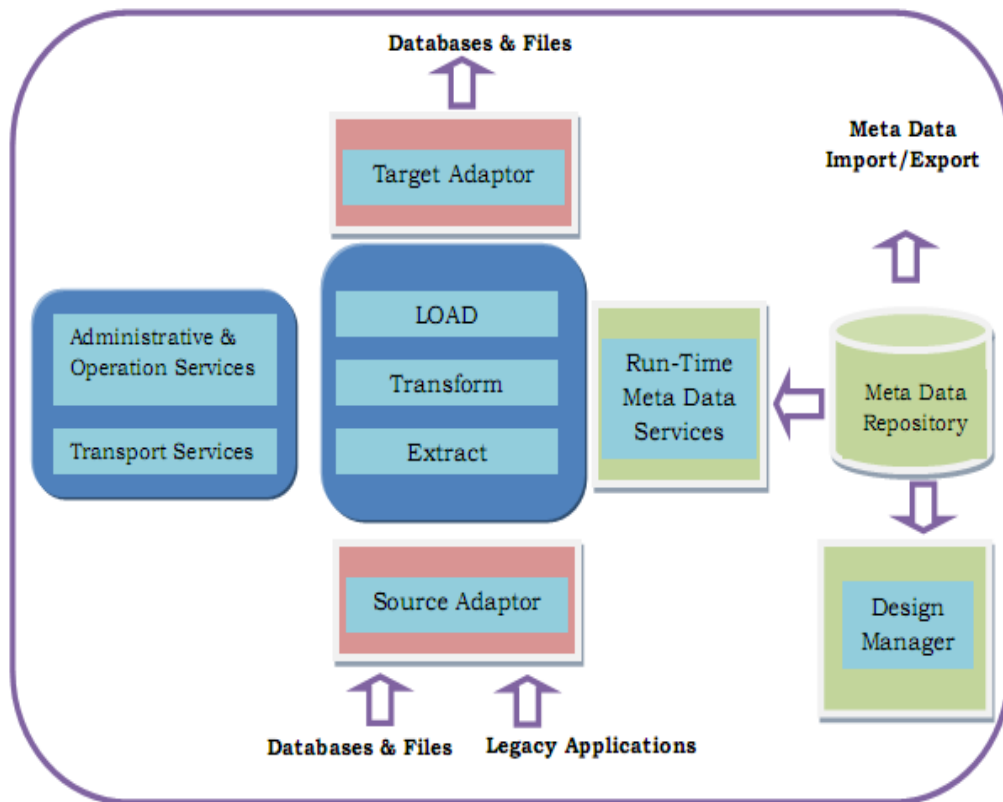 Databases & Files
Target Adaptor
Meta Data
Import/Export
Administrative &
Operation Services
Transport Services
LOAD
Transform
Extract
Run-Time
Meta Data
Services
Meta Data
Repository
Source Adaptor
Design
Manager
Databases & Files
Legacy Applications